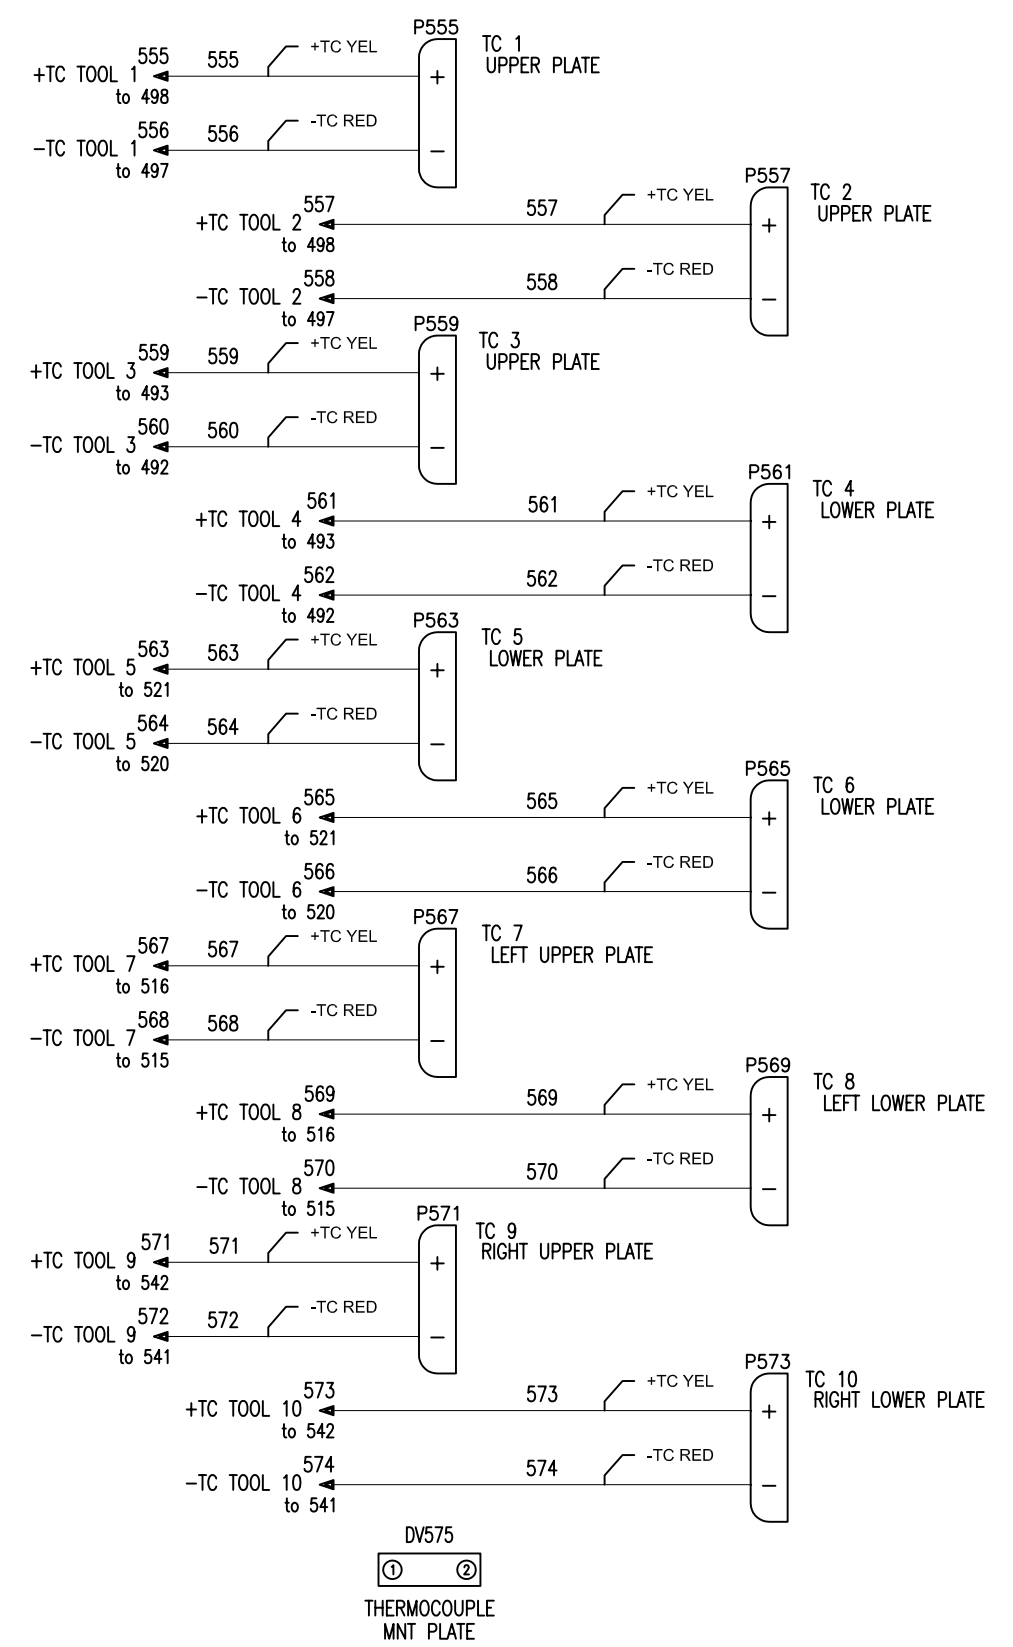 P555
TC 1
UPPER PLATE
+TC YEL
555
555
+TC TOOL 1
to 498
-TC RED
556
556
−TC TOOL 1
to 497
P557
TC 2
UPPER PLATE
+TC YEL
557
557
+TC TOOL 2
to 498
-TC RED
558
558
−TC TOOL 2
to 497
P559
TC 3
UPPER PLATE
+TC YEL
559
559
+TC TOOL 3
to 493
-TC RED
560
560
−TC TOOL 3
to 492
P561
TC 4
LOWER PLATE
+TC YEL
561
561
+TC TOOL 4
to 493
-TC RED
562
562
−TC TOOL 4
to 492
P563
TC 5
LOWER PLATE
+TC YEL
563
563
+TC TOOL 5
to 521
-TC RED
564
564
−TC TOOL 5
to 520
P565
TC 6
LOWER PLATE
+TC YEL
565
565
+TC TOOL 6
to 521
-TC RED
566
566
−TC TOOL 6
to 520
P567
TC 7
LEFT UPPER PLATE
+TC YEL
567
567
+TC TOOL 7
to 516
-TC RED
568
568
−TC TOOL 7
to 515
P569
TC 8
LEFT LOWER PLATE
+TC YEL
569
569
+TC TOOL 8
to 516
-TC RED
570
570
−TC TOOL 8
to 515
P571
TC 9
RIGHT UPPER PLATE
+TC YEL
571
571
+TC TOOL 9
to 542
-TC RED
572
572
−TC TOOL 9
to 541
P573
TC 10
RIGHT LOWER PLATE
+TC YEL
573
573
+TC TOOL 10
to 542
-TC RED
574
574
−TC TOOL 10
to 541
DV575
1 2
THERMOCOUPLE
MNT PLATE